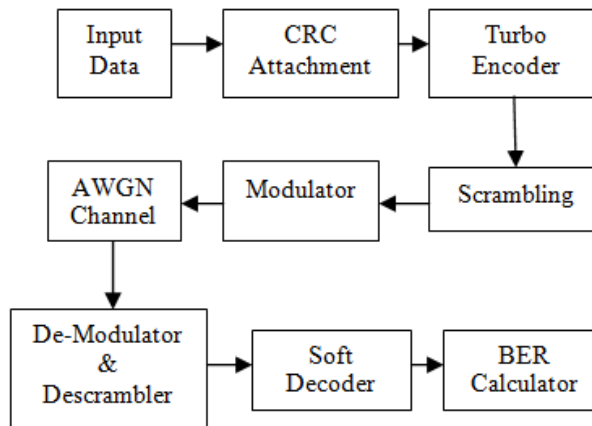 Input
Data
CRC
Attachment
Turbo
Encoder
AWGN
Channel
Modulator
Scrambling
De-Modulator
&
Descrambler
Soft
Decoder
BER
Calculator